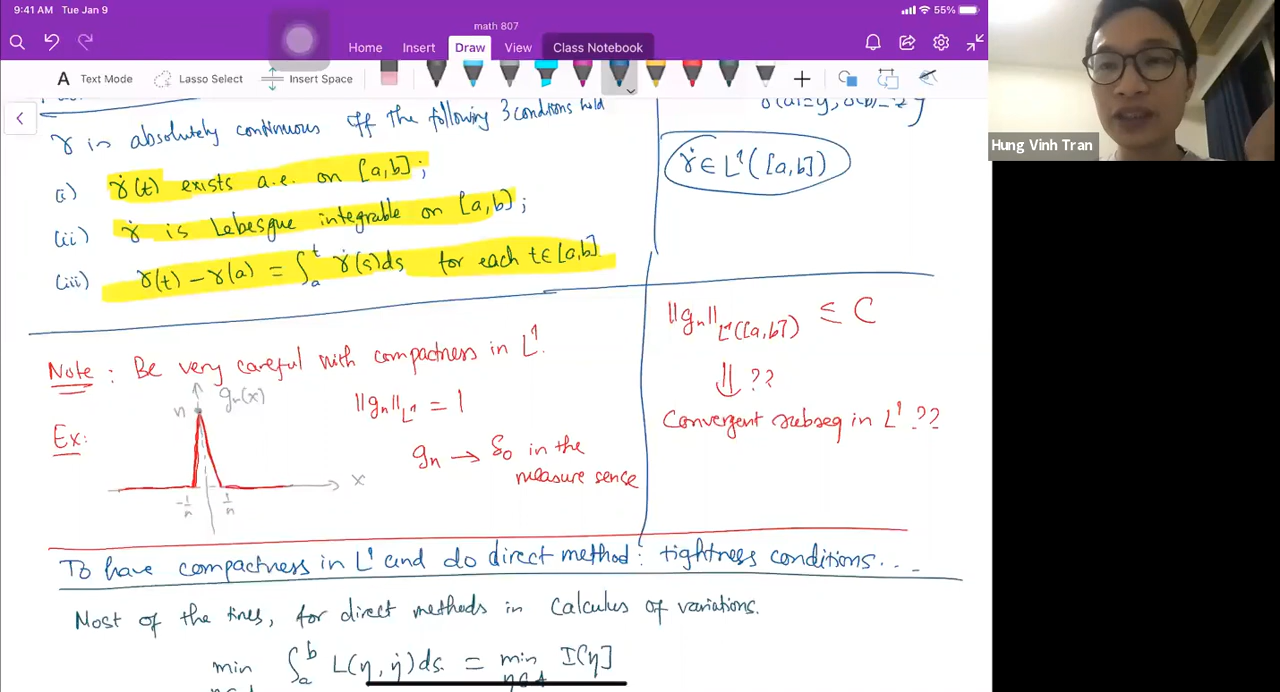 9:41 AM Tue Jan 9
55%
math 807
Home Insert Draw View Class Notebook
A Text Mode Lasso Select Insert Space
Hung Vinh Tran
γ is absolutely continuous iff the following 3 conditions hold
(i) γ̇(t) exists a.e. on [a,b];
(ii) γ̇ is Lebesgue integrable on [a,b];
(iii) γ(t) − γ(a) = ∫ₐᵗ γ̇(s)ds for each t∈[a,b]
γ̇ ∈ L¹([a,b])
Note: Be very careful with compactness in L¹.
Ex:
n
gₙ(x)
-1/n
1/n
x
||gₙ||_L¹ = 1
gₙ → δ₀ in the
measure sense
||gₙ||_L¹([a,b]) ≤ C
⇓ ??
Convergent subseq in L¹ ??
To have compactness in L¹ and do direct method: tightness conditions....
Most of the times, for direct methods in calculus of variations.
min ∫ₐᵇ L(η, η̇)ds = min I[η]